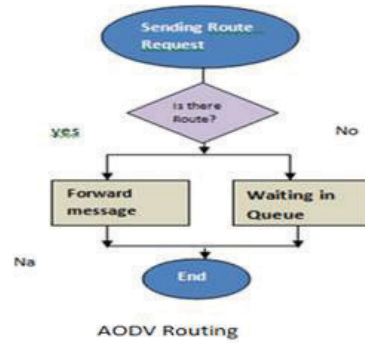 Sending Route
Request
Is there
Route?
yes
No
Forward
message
Waiting in
Queue
Na
End
AODV Routing